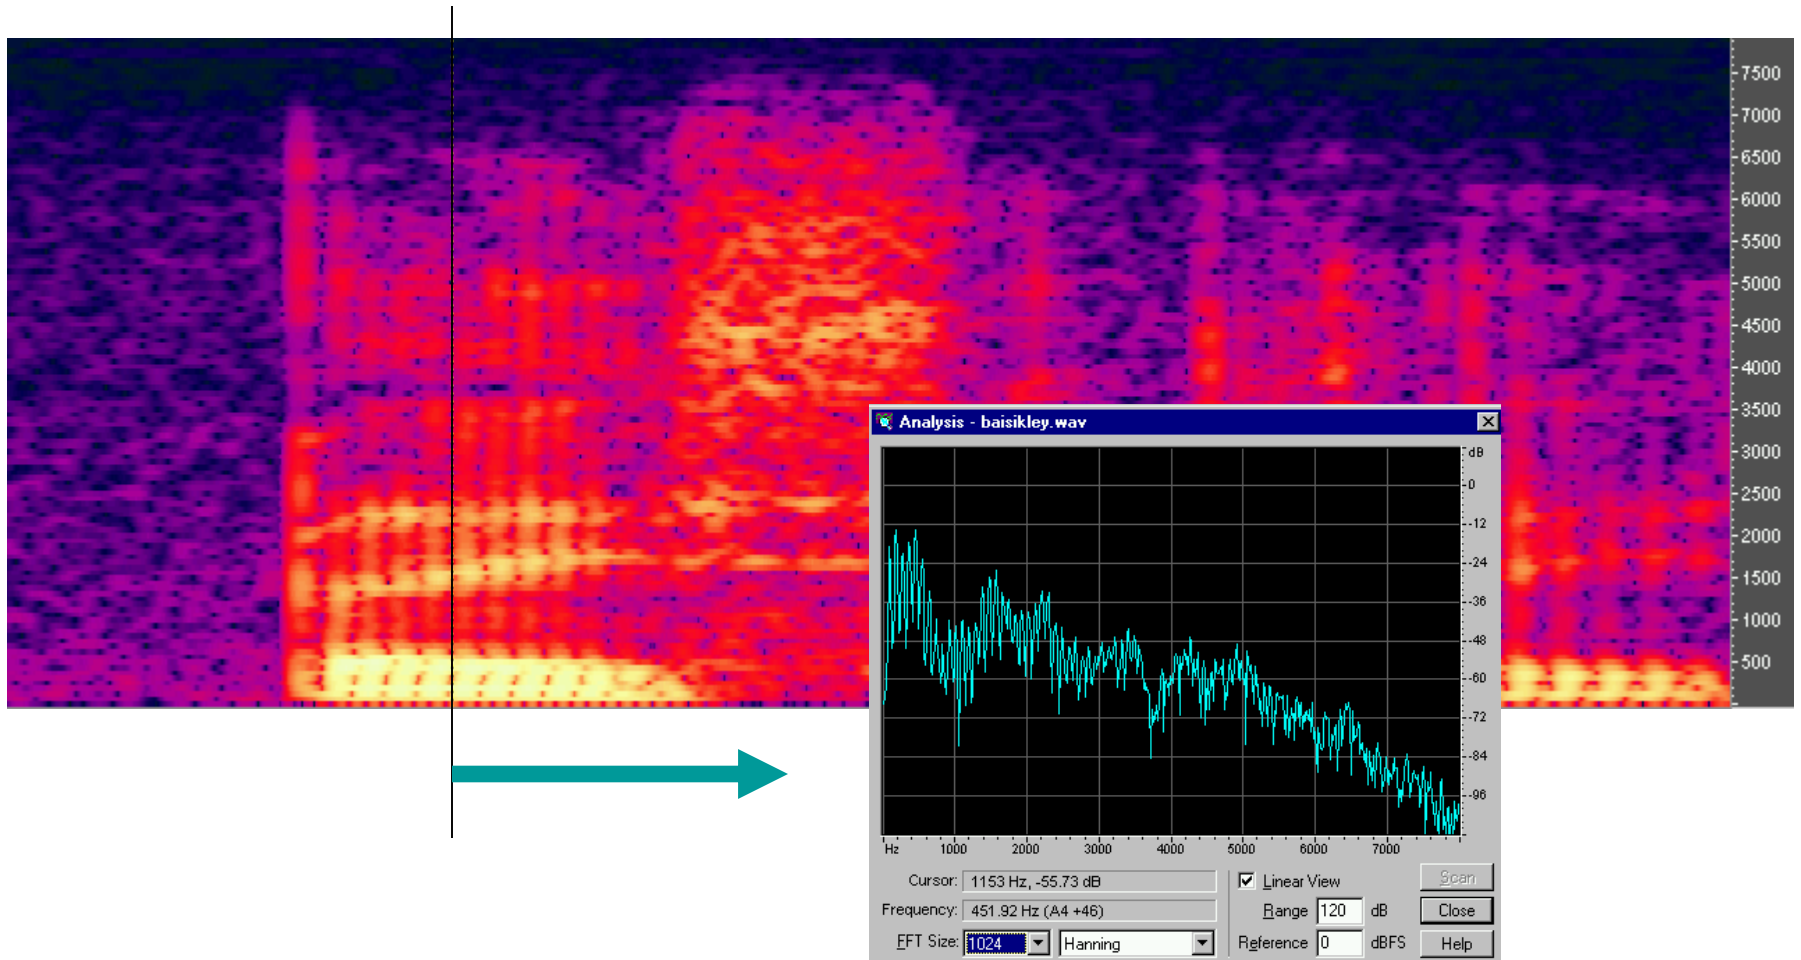 7500
7000
6500
6000
5500
5000
4500
4000
3500
3000
2500
2000
1500
1000
500
Analysis - baisikley.wav
dB
-0
-12
-24
-36
-48
-60
-72
-84
-96
Hz 1000 2000 3000 4000 5000 6000 7000
Cursor: 1153 Hz, -55.73 dB
Frequency: 451.92 Hz (A4 +46)
FFT Size: 1024 Hanning
Linear View
Range 120 dB
Reference 0 dBFS
Scan
Close
Help